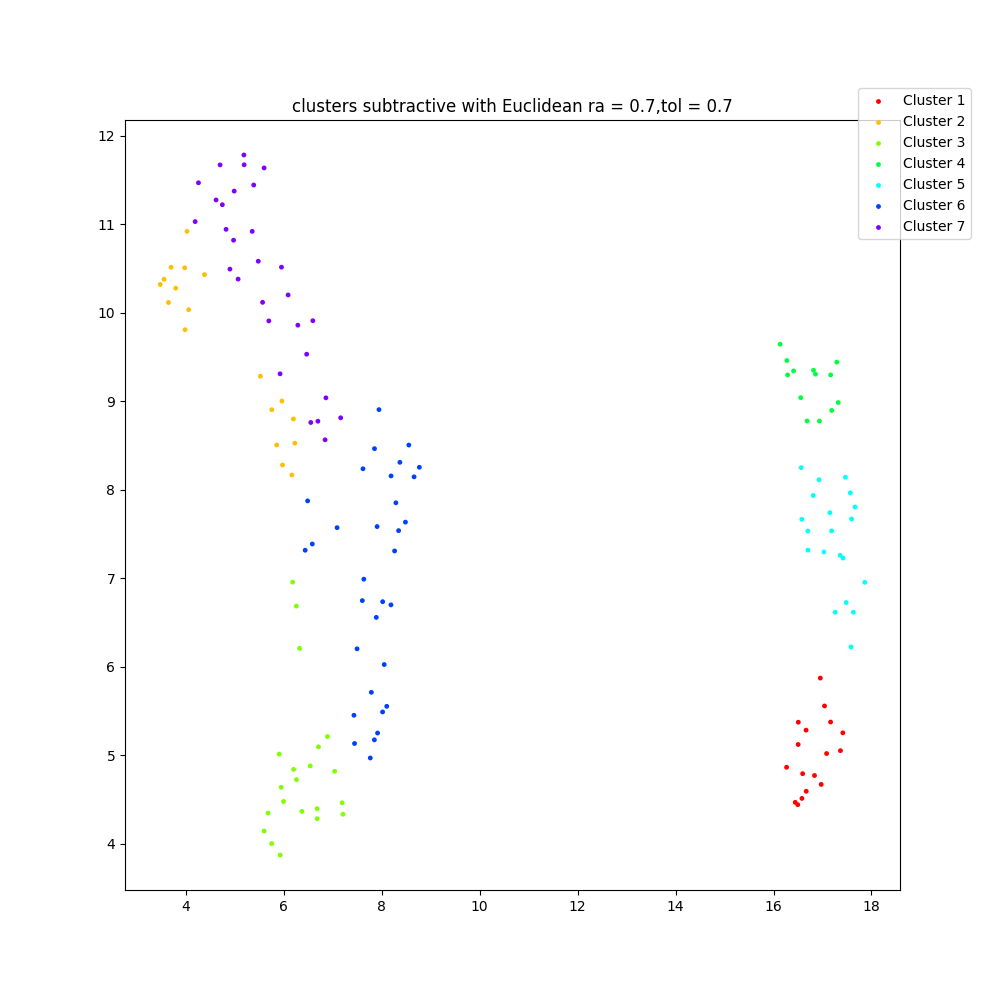 clusters subtractive with Euclidean ra = 0.7,tol = 0.7
Cluster 1
Cluster 2
Cluster 3
Cluster 4
Cluster 5
Cluster 6
Cluster 7
12
11
10
9
8
7
6
5
4
4 6 8 10 12 14 16 18